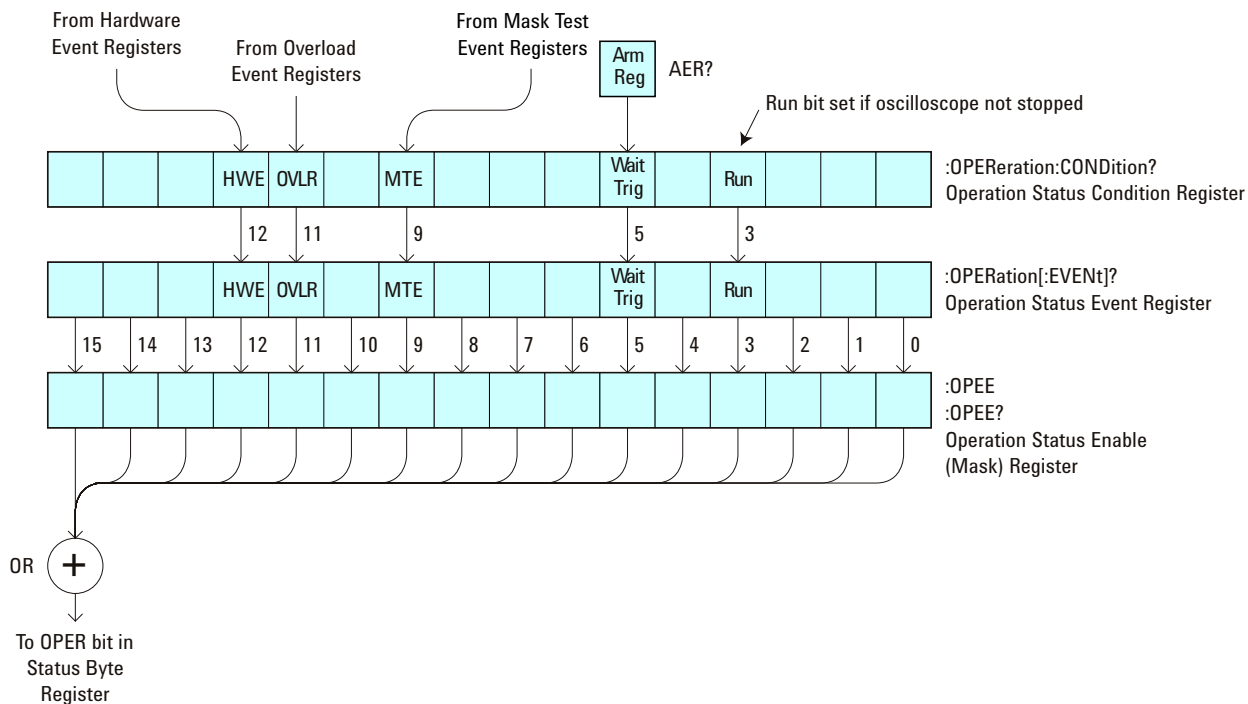 From Hardware
Event Registers
From Overload
Event Registers
From Mask Test
Event Registers
Arm
Reg
AER?
Run bit set if oscilloscope not stopped
HWE
OVLR
MTE
Wait
Trig
Run
:OPEReration:CONDition?
Operation Status Condition Register
12
11
9
5
3
HWE
OVLR
MTE
Wait
Trig
Run
:OPERation[:EVENt]?
Operation Status Event Register
15
14
13
12
11
10
9
8
7
6
5
4
3
2
1
0
:OPEE
:OPEE?
Operation Status Enable
(Mask) Register
OR
+
To OPER bit in
Status Byte
Register